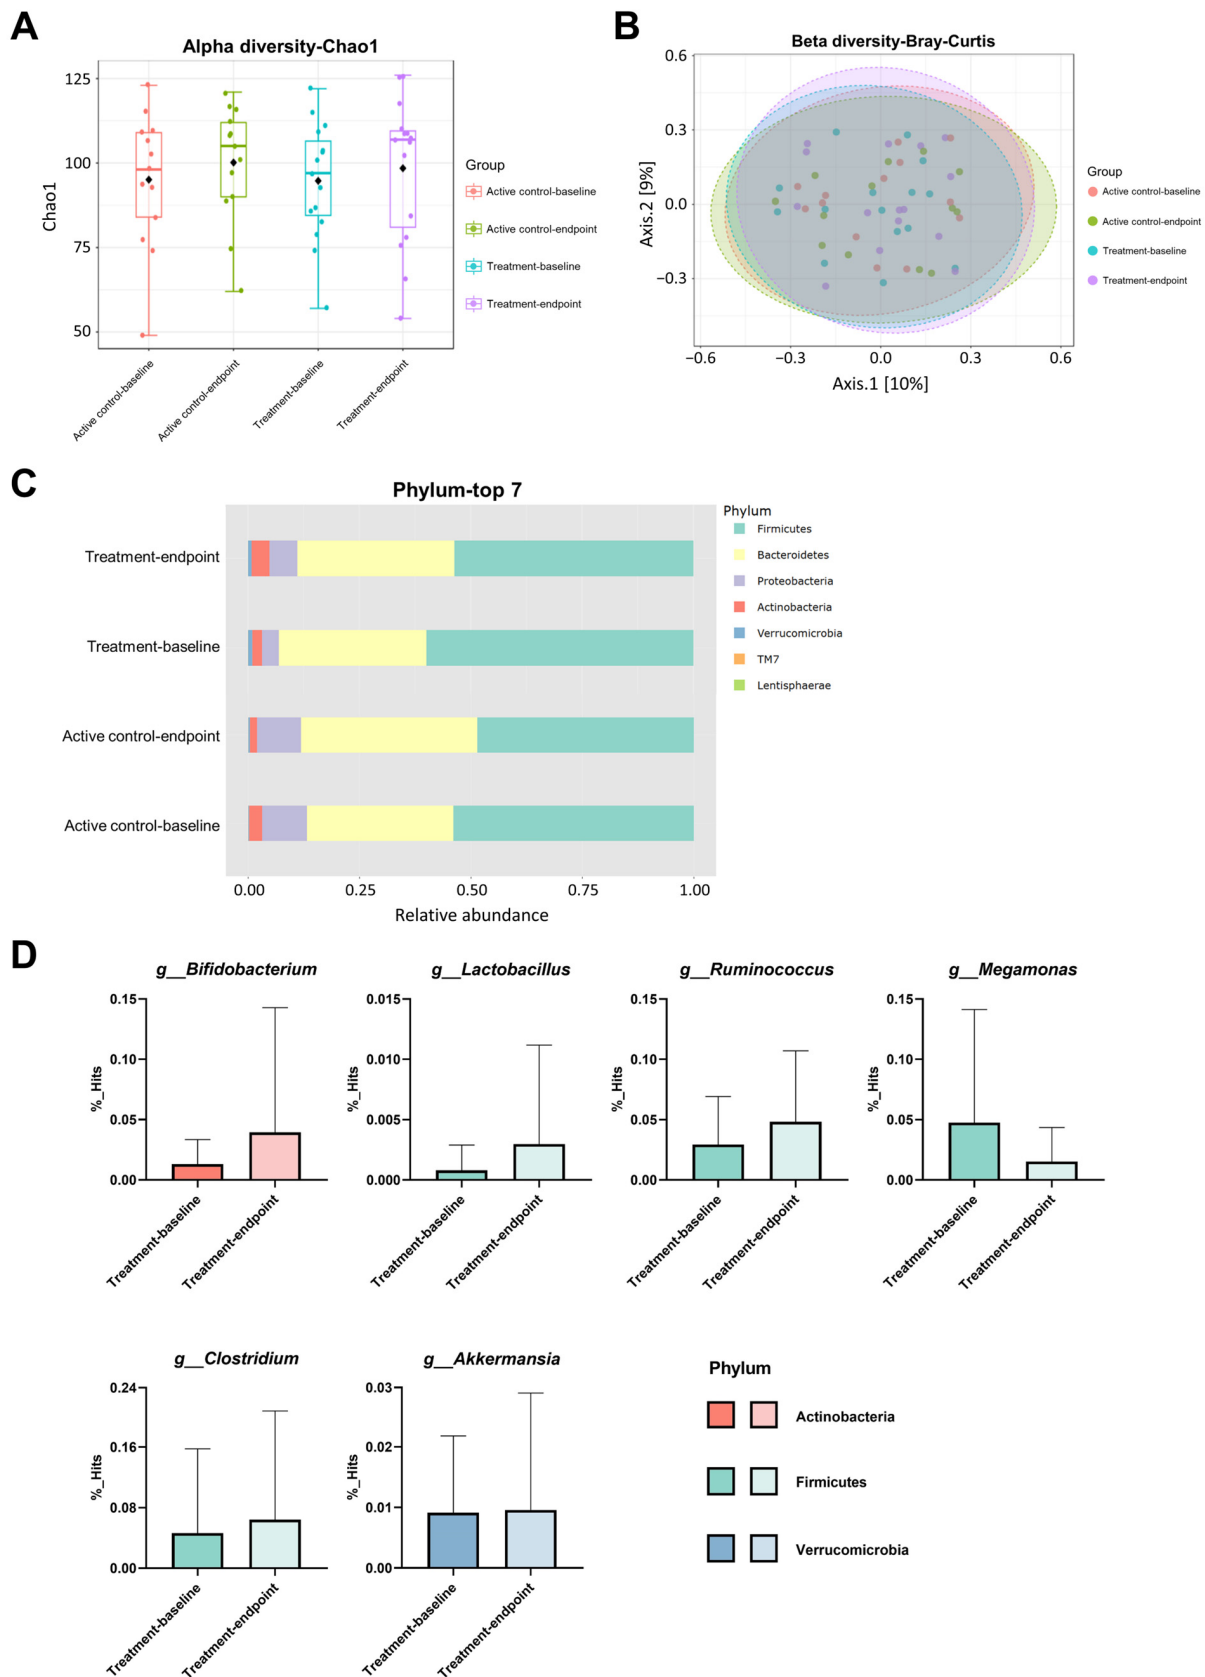 A
Alpha diversity-Chao1
125
100
75
50
Chao1
Active control-baseline
Active control-endpoint
Treatment-baseline
Treatment-endpoint
Group
Active control-baseline
Active control-endpoint
Treatment-baseline
Treatment-endpoint
B
Beta diversity-Bray-Curtis
0.6
0.3
0.0
−0.3
Axis.2 [9%]
−0.6
−0.3
0.0
0.3
0.6
Axis.1 [10%]
Group
Active control-baseline
Active control-endpoint
Treatment-baseline
Treatment-endpoint
C
Phylum-top 7
Treatment-endpoint
Treatment-baseline
Active control-endpoint
Active control-baseline
0.00
0.25
0.50
0.75
1.00
Relative abundance
Phylum
Firmicutes
Bacteroidetes
Proteobacteria
Actinobacteria
Verrucomicrobia
TM7
Lentisphaerae
D
g__Bifidobacterium
0.15
0.10
0.05
0.00
%_Hits
Treatment-baseline
Treatment-endpoint
g__Lactobacillus
0.015
0.010
0.005
0.000
%_Hits
Treatment-baseline
Treatment-endpoint
g__Ruminococcus
0.15
0.10
0.05
0.00
%_Hits
Treatment-baseline
Treatment-endpoint
g__Megamonas
0.15
0.10
0.05
0.00
%_Hits
Treatment-baseline
Treatment-endpoint
g__Clostridium
0.24
0.16
0.08
0.00
%_Hits
Treatment-baseline
Treatment-endpoint
g__Akkermansia
0.03
0.02
0.01
0.00
%_Hits
Treatment-baseline
Treatment-endpoint
Phylum
Actinobacteria
Firmicutes
Verrucomicrobia